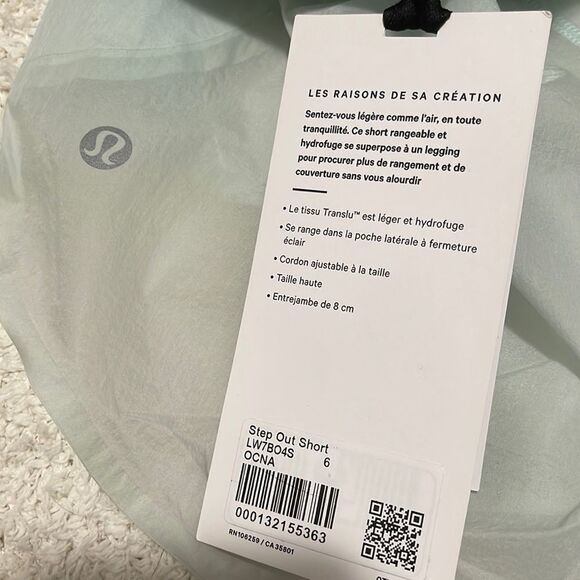 LES RAISONS DE SA CRÉATION
Sentez-vous légère comme l'air, en toute
tranquillité. Ce short rangeable et
hydrofuge se superpose à un legging
pour procurer plus de rangement et de
couverture sans vous alourdir
• Le tissu Translu™ est léger et hydrofuge
• Se range dans la poche latérale à fermeture
éclair
• Cordon ajustable à la taille
• Taille haute
• Entrejambe de 8 cm
Step Out Short
LW7BO4S 6
OCNA
000132155363
RN106259 / CA35801